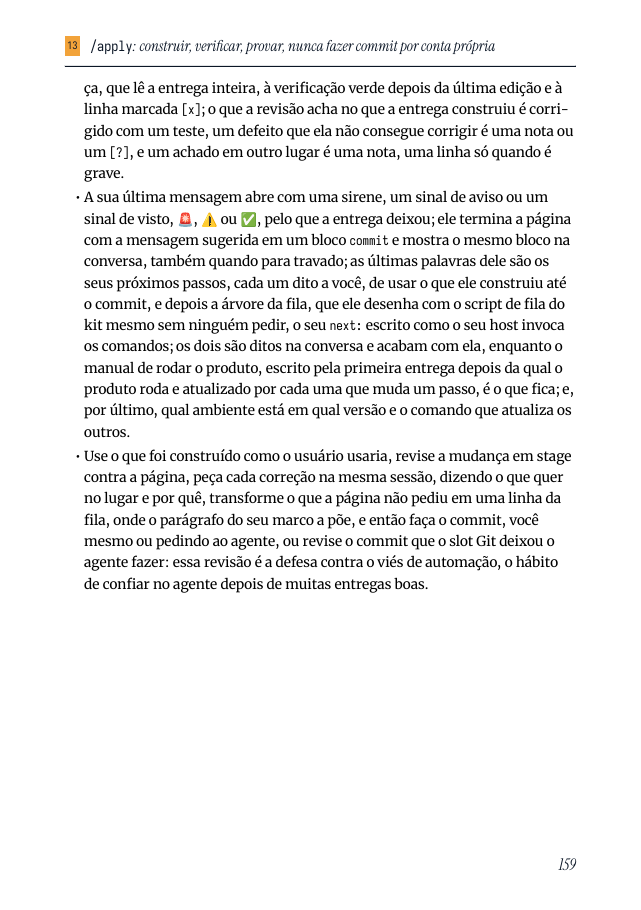 13 /apply: construir, verificar, provar, nunca fazer commit por conta própria
ça, que lê a entrega inteira, à verificação verde depois da última edição e à
linha marcada [x]; o que a revisão acha no que a entrega construiu é corri-
gido com um teste, um defeito que ela não consegue corrigir é uma nota ou
um [?], e um achado em outro lugar é uma nota, uma linha só quando é
grave.
• A sua última mensagem abre com uma sirene, um sinal de aviso ou um
sinal de visto, 🚨, ⚠️ ou ✅, pelo que a entrega deixou; ele termina a página
com a mensagem sugerida em um bloco commit e mostra o mesmo bloco na
conversa, também quando para travado; as últimas palavras dele são os
seus próximos passos, cada um dito a você, de usar o que ele construiu até
o commit, e depois a árvore da fila, que ele desenha com o script de fila do
kit mesmo sem ninguém pedir, o seu next: escrito como o seu host invoca
os comandos; os dois são ditos na conversa e acabam com ela, enquanto o
manual de rodar o produto, escrito pela primeira entrega depois da qual o
produto roda e atualizado por cada uma que muda um passo, é o que fica; e,
por último, qual ambiente está em qual versão e o comando que atualiza os
outros.
• Use o que foi construído como o usuário usaria, revise a mudança em stage
contra a página, peça cada correção na mesma sessão, dizendo o que quer
no lugar e por quê, transforme o que a página não pediu em uma linha da
fila, onde o parágrafo do seu marco a põe, e então faça o commit, você
mesmo ou pedindo ao agente, ou revise o commit que o slot Git deixou o
agente fazer: essa revisão é a defesa contra o viés de automação, o hábito
de confiar no agente depois de muitas entregas boas.
159